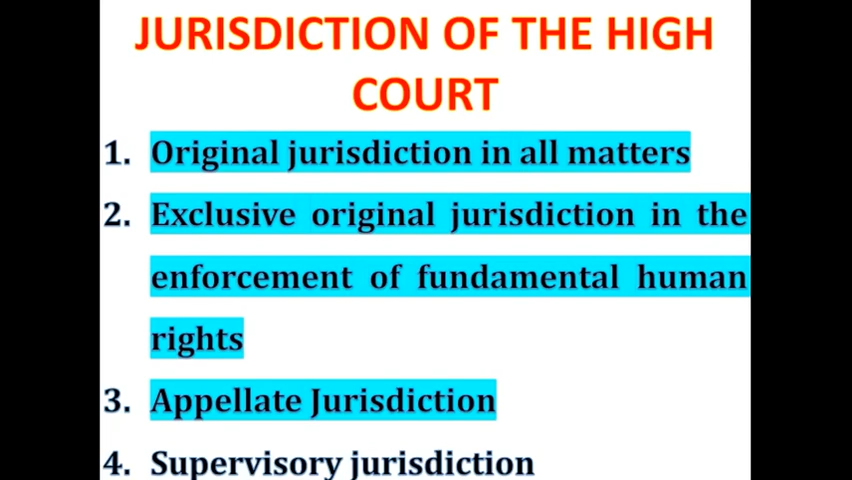 JURISDICTION OF THE HIGH
COURT
1. Original jurisdiction in all matters
2. Exclusive original jurisdiction in the
enforcement of fundamental human
rights
3. Appellate Jurisdiction
4. Supervisory jurisdiction